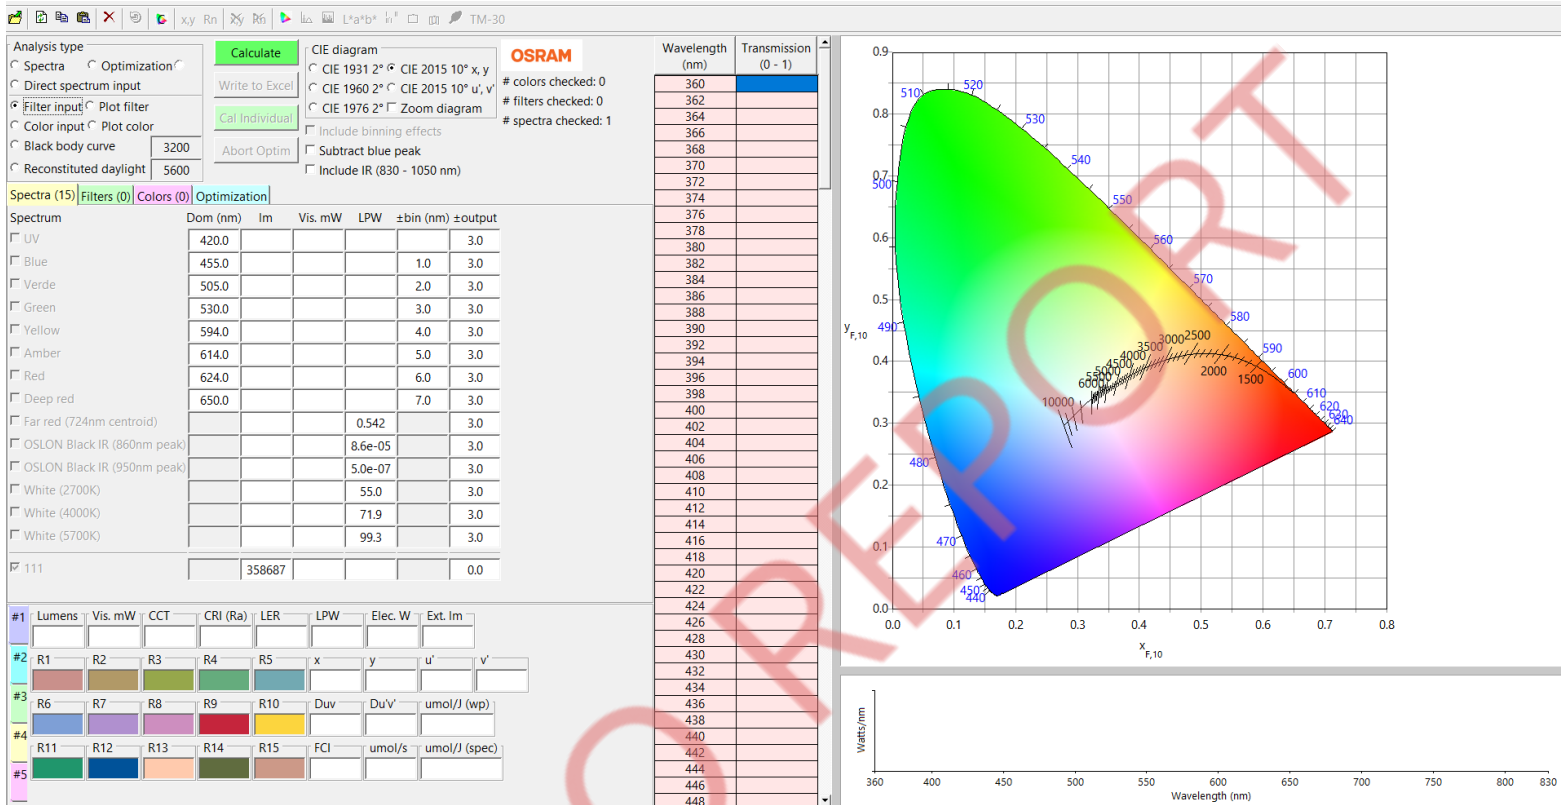 x,y Rn xy Rn L*a*b* TM-30
Analysis type
Spectra Optimization
Direct spectrum input
Filter input Plot filter
Color input Plot color
Black body curve 3200
Reconstituted daylight 5600
Calculate
Write to Excel
Cal Individual
Abort Optim
CIE diagram
CIE 1931 2° CIE 2015 10° x, y
CIE 1960 2° CIE 2015 10° u', v'
CIE 1976 2° Zoom diagram
Include binning effects
Subtract blue peak
Include IR (830 - 1050 nm)
OSRAM
# colors checked: 0
# filters checked: 0
# spectra checked: 1
Spectra (15) Filters (0) Colors (0) Optimization
Spectrum Dom (nm) lm Vis. mW LPW ±bin (nm) ±output
UV 420.0 3.0
Blue 455.0 1.0 3.0
Verde 505.0 2.0 3.0
Green 530.0 3.0 3.0
Yellow 594.0 4.0 3.0
Amber 614.0 5.0 3.0
Red 624.0 6.0 3.0
Deep red 650.0 7.0 3.0
Far red (724nm centroid) 0.542 3.0
OSLON Black IR (860nm peak) 8.6e-05 3.0
OSLON Black IR (950nm peak) 5.0e-07 3.0
White (2700K) 55.0 3.0
White (4000K) 71.9 3.0
White (5700K) 99.3 3.0
111 358687 0.0
#1 Lumens Vis. mW CCT CRI (Ra) LER LPW Elec. W Ext. lm
#2 R1 R2 R3 R4 R5 x y u' v'
#3 R6 R7 R8 R9 R10 Duv Du'v' umol/J (wp)
#4 R11 R12 R13 R14 R15 FCI umol/s umol/J (spec)
#5
Wavelength Transmission
(nm) (0 - 1)
360
362
364
366
368
370
372
374
376
378
380
382
384
386
388
390
392
394
396
398
400
402
404
406
408
410
412
414
416
418
420
422
424
426
428
430
432
434
436
438
440
442
444
446
448
0.9
0.8
0.7
0.6
0.5
0.4
0.3
0.2
0.1
0.0
y F,10
0.0 0.1 0.2 0.3 0.4 0.5 0.6 0.7 0.8
x F,10
510 520
530
540
500 550
560
570
580
490 590
600
610
620
630
640
480
470
460
450
440
10000 6000 5500 5000 4500 4000 3500 3000 2500 2000 1500
O REPORT
Watts/nm
360 400 450 500 550 600 650 700 750 800 830
Wavelength (nm)